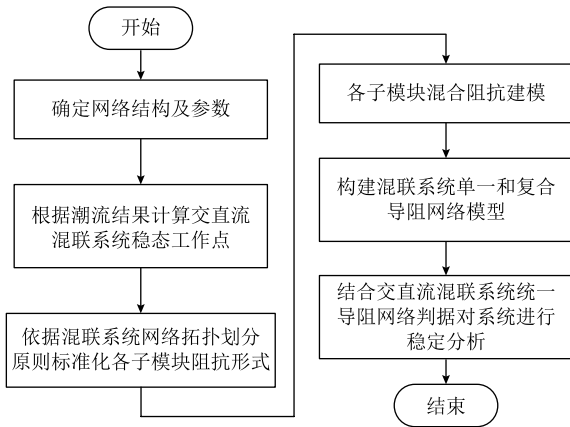 开始
确定网络结构及参数
根据潮流结果计算交直流
混联系统稳态工作点
依据混联系统网络拓扑划分
原则标准化各子模块阻抗形式
各子模块混合阻抗建模
构建混联系统单一和复合
导阻网络模型
结合交直流混联系统统一
导阻网络判据对系统进行
稳定分析
结束